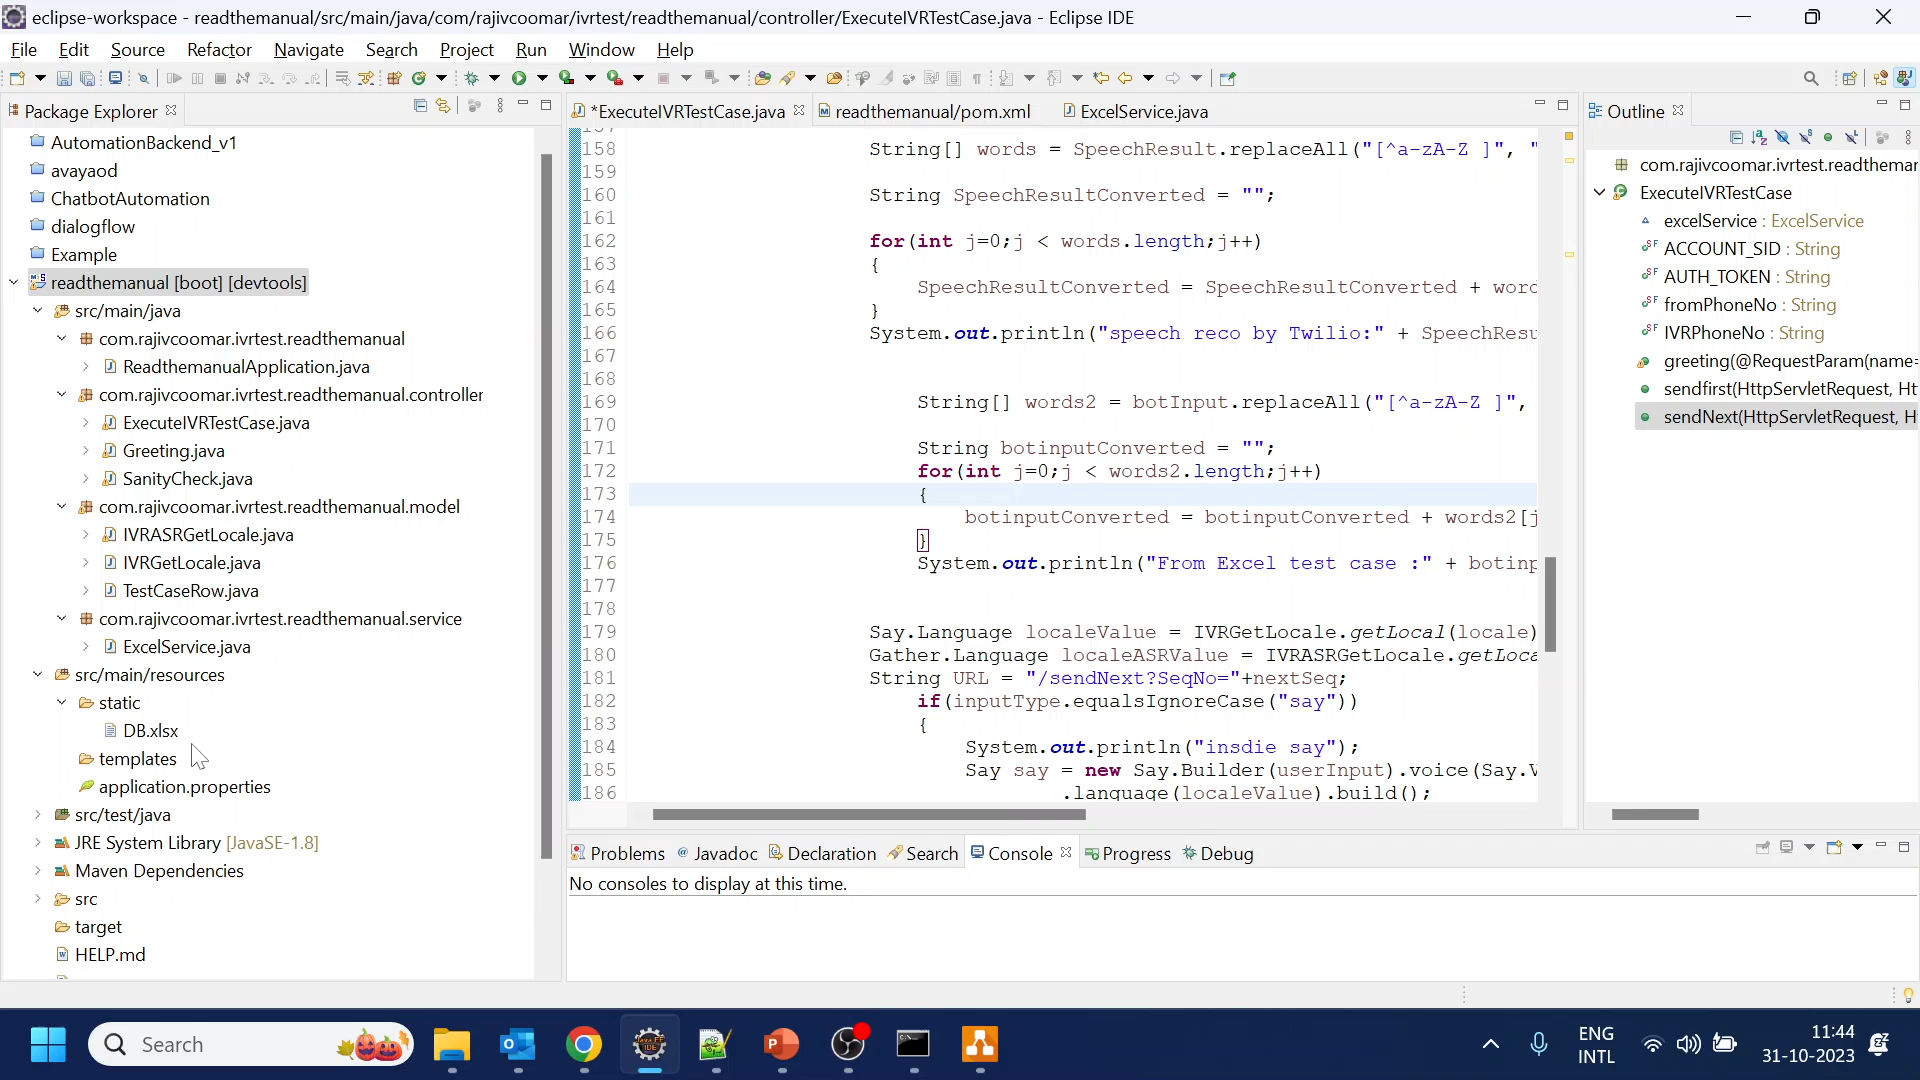 eclipse-workspace - readthemanual/src/main/java/com/rajivcoomar/ivrtest/readthemanual/controller/ExecuteIVRTestCase.java - Eclipse IDE
File Edit Source Refactor Navigate Search Project Run Window Help
Package Explorer
AutomationBackend_v1
avayaod
ChatbotAutomation
dialogflow
Example
readthemanual [boot] [devtools]
src/main/java
com.rajivcoomar.ivrtest.readthemanual
ReadthemanualApplication.java
com.rajivcoomar.ivrtest.readthemanual.controller
ExecuteIVRTestCase.java
Greeting.java
SanityCheck.java
com.rajivcoomar.ivrtest.readthemanual.model
IVRASRGetLocale.java
IVRGetLocale.java
TestCaseRow.java
com.rajivcoomar.ivrtest.readthemanual.service
ExcelService.java
src/main/resources
static
DB.xlsx
templates
application.properties
src/test/java
JRE System Library [JavaSE-1.8]
Maven Dependencies
src
target
HELP.md
*ExecuteIVRTestCase.java readthemanual/pom.xml ExcelService.java
158 String[] words = SpeechResult.replaceAll("[^a-zA-Z ]", "
159
160 String SpeechResultConverted = "";
161
162 for(int j=0;j < words.length;j++)
163 {
164 SpeechResultConverted = SpeechResultConverted + word
165 }
166 System.out.println("speech reco by Twilio:" + SpeechResu
167
168
169 String[] words2 = botInput.replaceAll("[^a-zA-Z ]",
170
171 String botinputConverted = "";
172 for(int j=0;j < words2.length;j++)
173 {
174 botinputConverted = botinputConverted + words2[j
175 }
176 System.out.println("From Excel test case :" + botinp
177
178
179 Say.Language localeValue = IVRGetLocale.getLocal(locale)
180 Gather.Language localeASRValue = IVRASRGetLocale.getLoca
181 String URL = "/sendNext?SeqNo="+nextSeq;
182 if(inputType.equalsIgnoreCase("say"))
183 {
184 System.out.println("insdie say");
185 Say say = new Say.Builder(userInput).voice(Say.V
186 .language(localeValue).build();
Problems Javadoc Declaration Search Console Progress Debug
No consoles to display at this time.
Outline
com.rajivcoomar.ivrtest.readthemar
ExecuteIVRTestCase
excelService : ExcelService
ACCOUNT_SID : String
AUTH_TOKEN : String
fromPhoneNo : String
IVRPhoneNo : String
greeting(@RequestParam(name=
sendfirst(HttpServletRequest, Ht
sendNext(HttpServletRequest, H
Search
ENG
INTL
11:44
31-10-2023